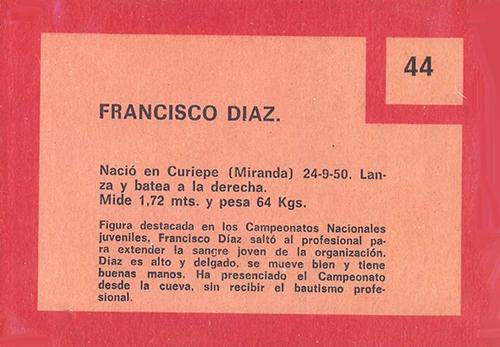 44
FRANCISCO DIAZ.
Nació en Curiepe (Miranda) 24-9-50. Lan-
za y batea a la derecha.
Mide 1,72 mts. y pesa 64 Kgs.
Figura destacada en los Campeonatos Nacionales
juveniles, Francisco Díaz saltó al profesional pa-
ra extender la sangre joven de la organización.
Díaz es alto y delgado, se mueve bien y tiene
buenas manos. Ha presenciado el Campeonato
desde la cueva, sin recibir el bautismo profe-
sional.